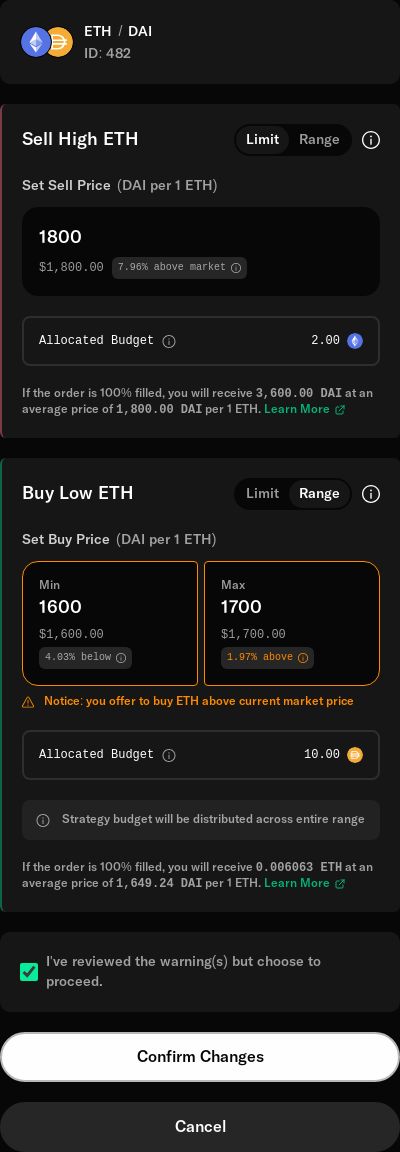 ETH / DAI
ID: 482
Sell High ETH
Limit Range
Set Sell Price (DAI per 1 ETH)
1800
$1,800.00 7.96% above market
Allocated Budget 2.00
If the order is 100% filled, you will receive 3,600.00 DAI at an
average price of 1,800.00 DAI per 1 ETH. Learn More
Buy Low ETH
Limit Range
Set Buy Price (DAI per 1 ETH)
Min Max
1600 1700
$1,600.00 $1,700.00
4.03% below 1.97% above
Notice: you offer to buy ETH above current market price
Allocated Budget 10.00
Strategy budget will be distributed across entire range
If the order is 100% filled, you will receive 0.006063 ETH at an
average price of 1,649.24 DAI per 1 ETH. Learn More
I've reviewed the warning(s) but choose to
proceed.
Confirm Changes
Cancel